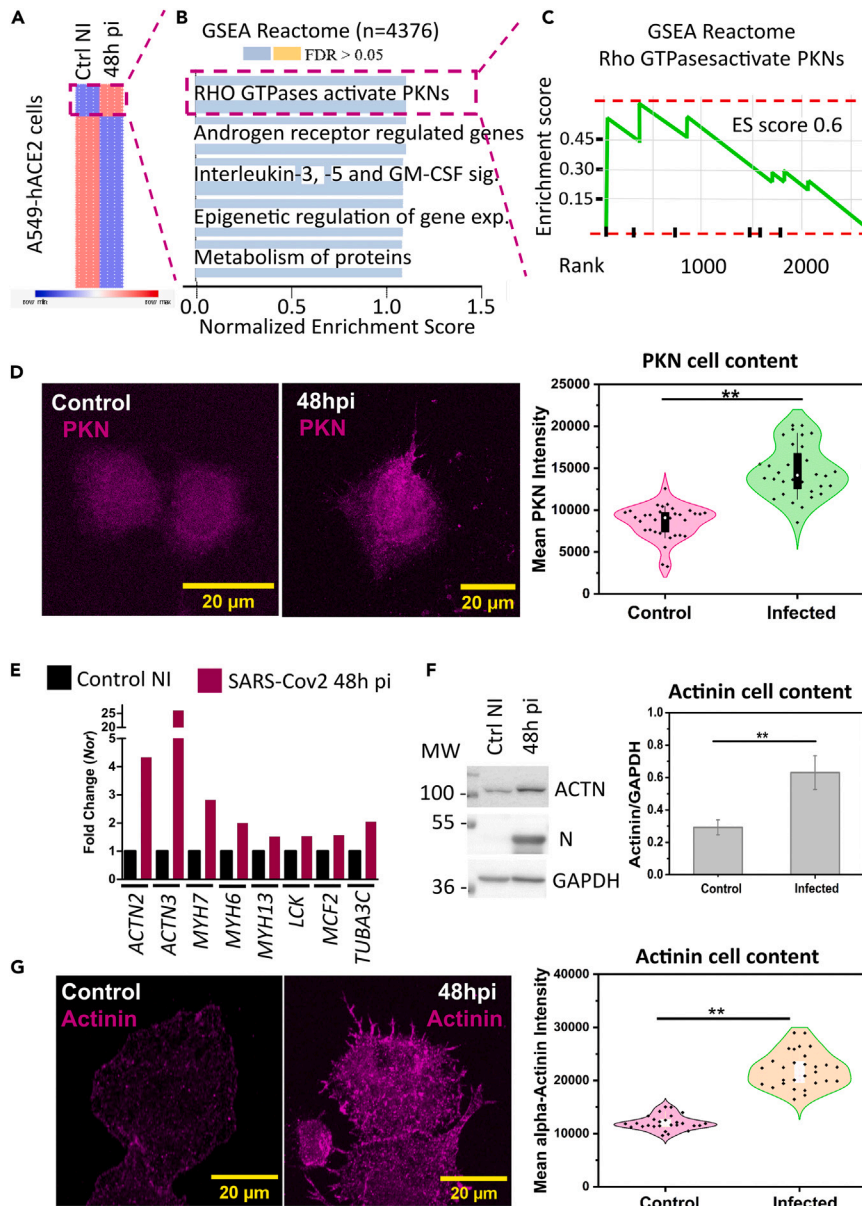 A
Ctrl NI
48h pi
A549-hACE2 cells
row min
row max
B
GSEA Reactome (n=4376)
FDR > 0.05
RHO GTPases activate PKNs
Androgen receptor regulated genes
Interleukin-3, -5 and GM-CSF sig.
Epigenetic regulation of gene exp.
Metabolism of proteins
0.0 0.5 1.0 1.5
Normalized Enrichment Score
C
GSEA Reactome
Rho GTPasesactivate PKNs
Enrichment score
ES score 0.6
0.45
0.30
0.15
Rank 1000 2000
D
Control
PKN
20 µm
48hpi
PKN
20 µm
PKN cell content
Mean PKN Intensity
25000
20000
15000
10000
5000
0
**
Control Infected
E
Control NI
SARS-Cov2 48h pi
Fold Change (Nor)
25
20
5
4
3
2
1
0
ACTN2
ACTN3
MYH7
MYH6
MYH13
LCK
MCF2
TUBA3C
F
MW
Ctrl NI
48h pi
100 -
ACTN
55
-
N
36 -
GAPDH
Actinin cell content
Actinin/GAPDH
1.0
0.8
0.6
0.4
0.2
0.0
**
Control Infected
G
Control
Actinin
20 µm
48hpi
Actinin
20 µm
Actinin cell content
Mean alpha-Actinin Intensity
40000
30000
20000
10000
0
**
Control Infected